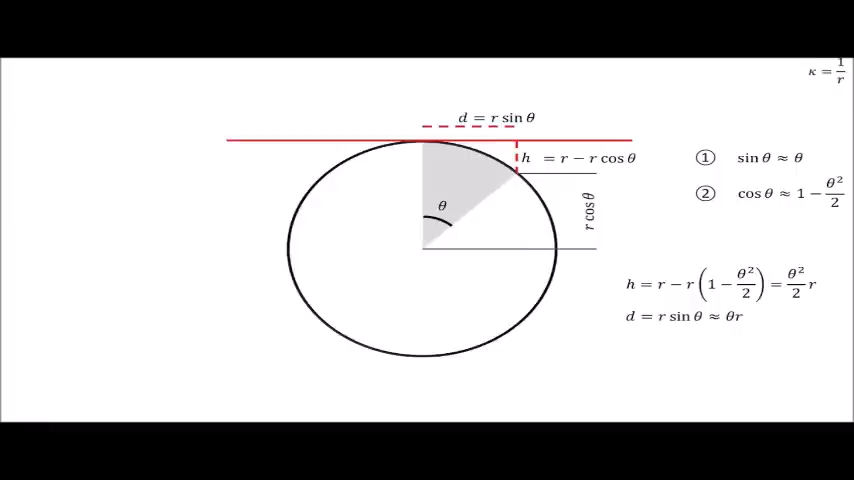 κ = 1/r
d = r sin θ
h = r − r cos θ
① sin θ ≈ θ
② cos θ ≈ 1 − θ²/2
θ
r cos θ
h = r − r(1 − θ²/2) = θ²/2 r
d = r sin θ ≈ θr